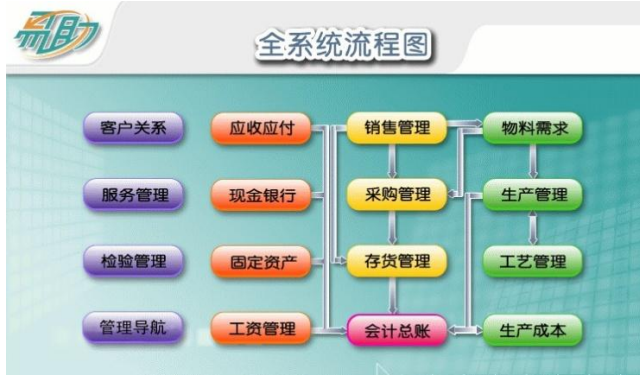 易助
全系统流程图
客户关系 应收应付 销售管理 物料需求
服务管理 现金银行 采购管理 生产管理
检验管理 固定资产 存货管理 工艺管理
管理导航 工资管理 会计总账 生产成本